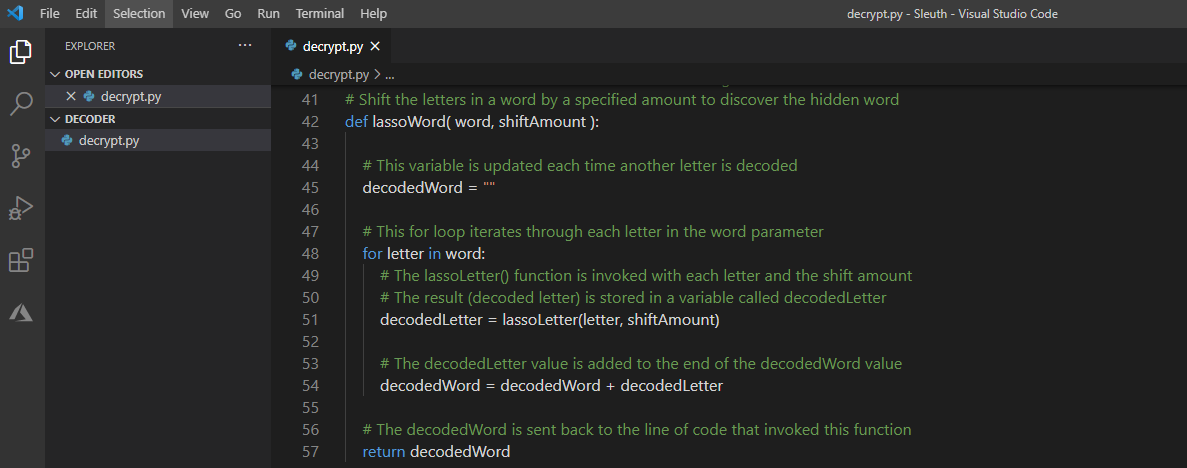 File Edit Selection View Go Run Terminal Help decrypt.py - Sleuth - Visual Studio Code
EXPLORER ···
OPEN EDITORS
decrypt.py
DECODER
decrypt.py
decrypt.py
decrypt.py > ...
41 # Shift the letters in a word by a specified amount to discover the hidden word
42 def lassoWord( word, shiftAmount ):
43
44 # This variable is updated each time another letter is decoded
45 decodedWord = ""
46
47 # This for loop iterates through each letter in the word parameter
48 for letter in word:
49 # The lassoLetter() function is invoked with each letter and the shift amount
50 # The result (decoded letter) is stored in a variable called decodedLetter
51 decodedLetter = lassoLetter(letter, shiftAmount)
52
53 # The decodedLetter value is added to the end of the decodedWord value
54 decodedWord = decodedWord + decodedLetter
55
56 # The decodedWord is sent back to the line of code that invoked this function
57 return decodedWord